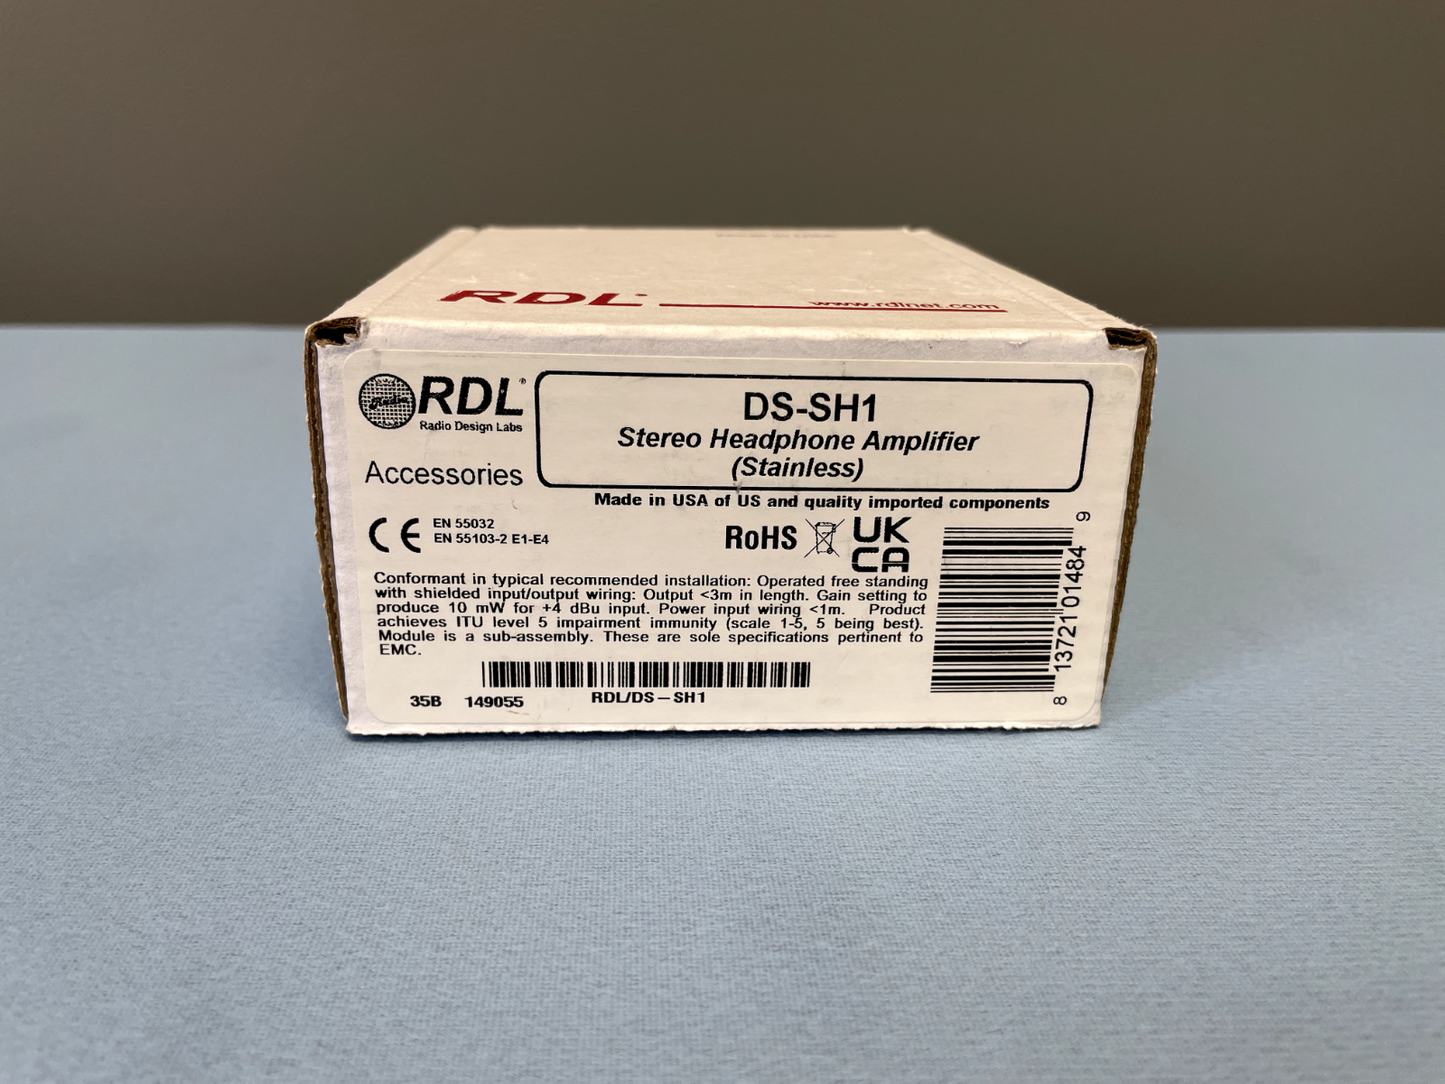 Made in USA
RDL®
www.rdlnet.com
Radio
RDL®
Radio Design Labs
Accessories
DS-SH1
Stereo Headphone Amplifier
(Stainless)
Made in USA of US and quality imported components
CE
EN 55032
EN 55103-2 E1-E4
RoHS
UK
CA
Conformant in typical recommended installation: Operated free standing
with shielded input/output wiring: Output <3m in length. Gain setting to
produce 10 mW for +4 dBu input. Power input wiring <1m. Product
achieves ITU level 5 impairment immunity (scale 1-5, 5 being best).
Module is a sub-assembly. These are sole specifications pertinent to
EMC.
35B 149055
RDL/DS-SH1
8 13721 01484 9